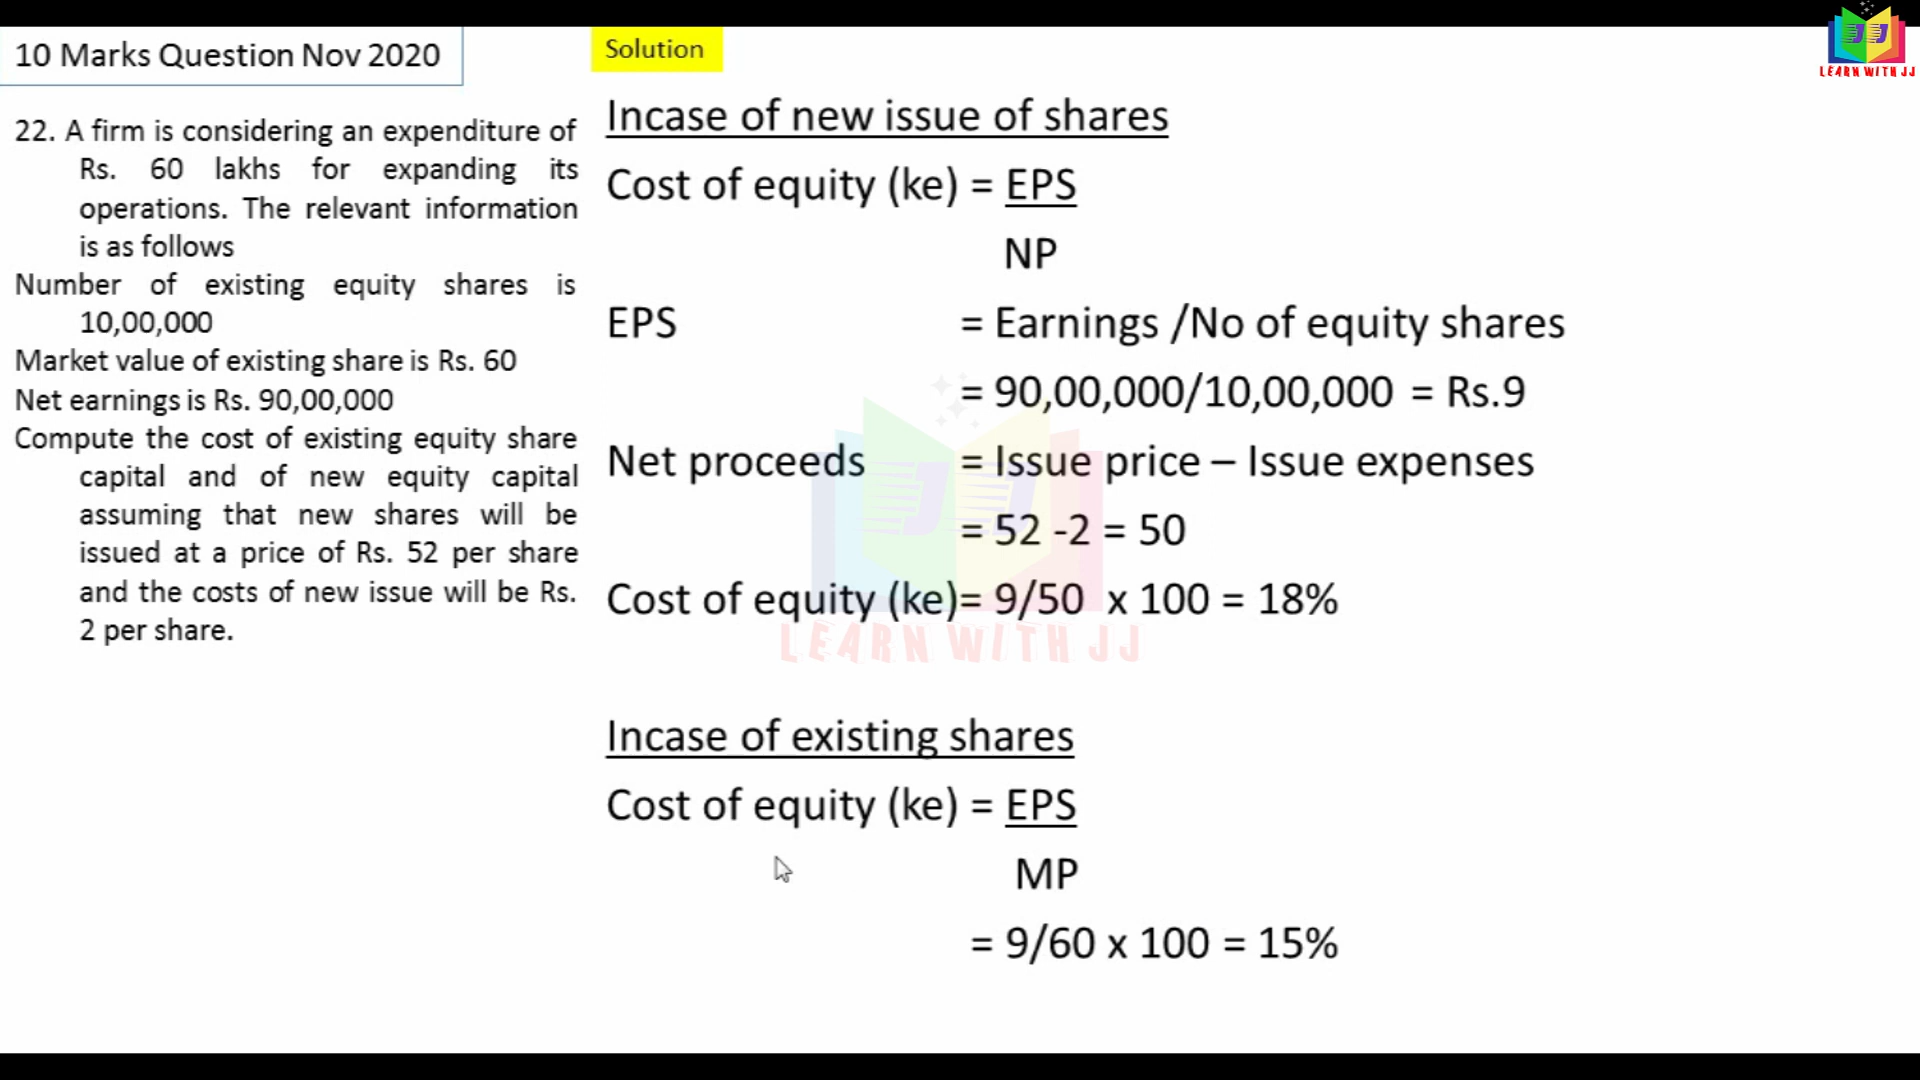 10 Marks Question Nov 2020
22. A firm is considering an expenditure of
Rs. 60 lakhs for expanding its
operations. The relevant information
is as follows
Number of existing equity shares is
10,00,000
Market value of existing share is Rs. 60
Net earnings is Rs. 90,00,000
Compute the cost of existing equity share
capital and of new equity capital
assuming that new shares will be
issued at a price of Rs. 52 per share
and the costs of new issue will be Rs.
2 per share.
Solution
Incase of new issue of shares
Cost of equity (ke) = EPS
NP
EPS = Earnings /No of equity shares
= 90,00,000/10,00,000 = Rs.9
Net proceeds = Issue price – Issue expenses
= 52 -2 = 50
Cost of equity (ke)= 9/50 x 100 = 18%
LEARN WITH JJ
Incase of existing shares
Cost of equity (ke) = EPS
MP
= 9/60 x 100 = 15%
JJ
LEARN WITH JJ